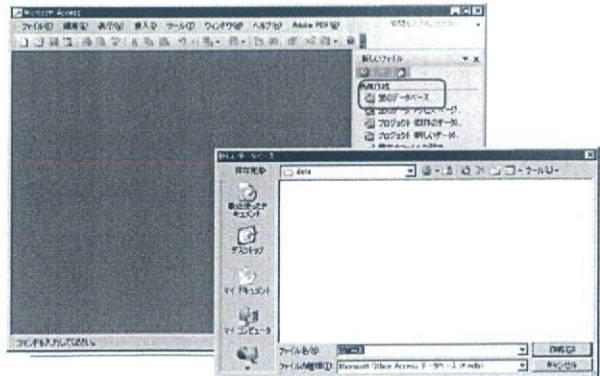 Microsoft Access
ファイル(F) 編集(E) 表示(V) 挿入(I) ツール(T) ウィンドウ(W) ヘルプ(H) Adobe PDF(B)
新しいファイル
新規作成
空のデータベース
プロジェクト (既存のデータ...
プロジェクト (新しいデータ...
新しいデータベース
保存先(I):
data
ツール(L)
最近使ったドキュメント
デスクトップ
マイ ドキュメント
マイ コンピュータ
ファイル名(N):
作成(C)
ファイルの種類(T): Microsoft Office Access データベース (*.mdb)
キャンセル
コマンドを入力してください。